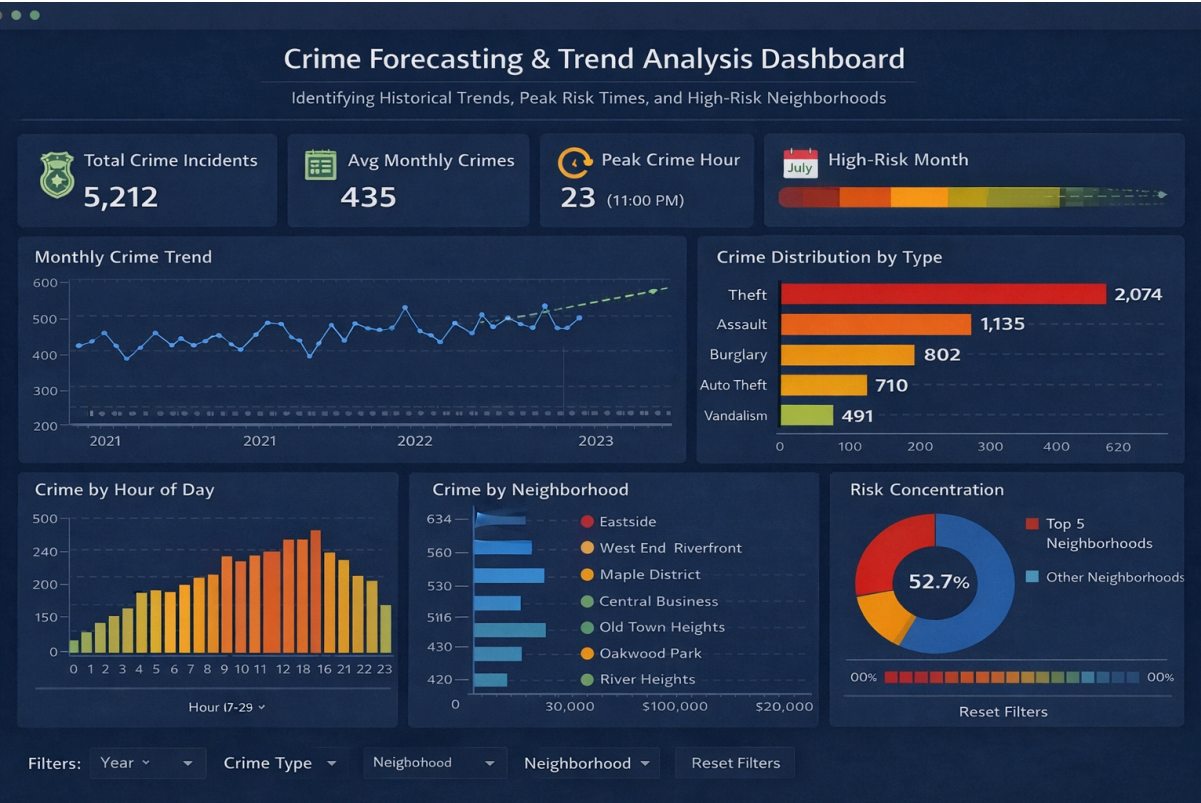 Crime Forecasting & Trend Analysis Dashboard
Identifying Historical Trends, Peak Risk Times, and High-Risk Neighborhoods
Total Crime Incidents
5,212
Avg Monthly Crimes
435
Peak Crime Hour
23 (11:00 PM)
July
High-Risk Month
Monthly Crime Trend
600
500
400
300
200
2021 2021 2022 2023
Crime Distribution by Type
Theft 2,074
Assault 1,135
Burglary 802
Auto Theft 710
Vandalism 491
0 100 200 300 400 620
Crime by Hour of Day
500
240
200
150
0
0 1 2 3 4 5 6 7 8 9 10 11 12 18 16 21 22 23
Hour (7-29
Crime by Neighborhood
634 Eastside
560 West End Riverfront
530 Maple District
5116 Central Business
Old Town Heights
430 Oakwood Park
420 River Heights
0 30,000 $100,000 $20,000
Risk Concentration
52.7%
Top 5
Neighborhoods
Other Neighborhoods
00% 00%
Reset Filters
Filters: Year Crime Type Neigbohood Neighborhood Reset Filters